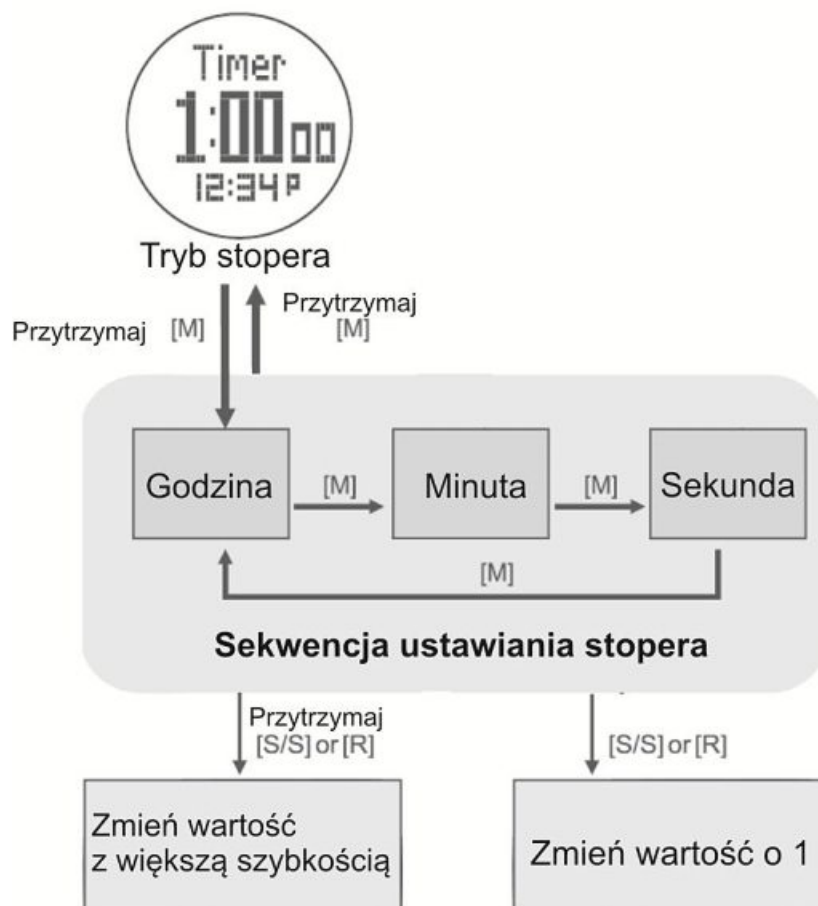 Timer
1:00 00
12:34 P
Tryb stopera
Przytrzymaj [M]
Przytrzymaj
[M]
Godzina
[M]
Minuta
[M]
Sekunda
[M]
Sekwencja ustawiania stopera
Przytrzymaj
[S/S] or [R]
[S/S] or [R]
Zmień wartość
z większą szybkością
Zmień wartość o 1